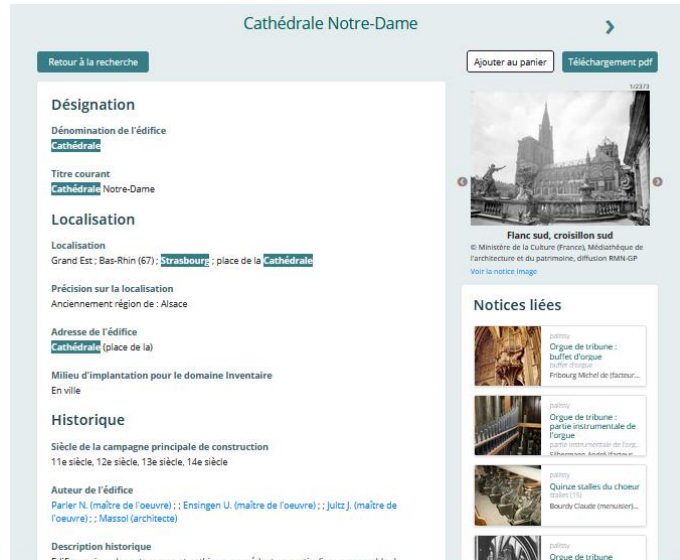 Cathédrale Notre-Dame
Retour à la recherche
Ajouter au panier
Téléchargement pdf
Désignation
Dénomination de l'édifice
Cathédrale
Titre courant
Cathédrale Notre-Dame
Localisation
Localisation
Grand Est ; Bas-Rhin (67) ; Strasbourg ; place de la Cathédrale
Précision sur la localisation
Anciennement région de : Alsace
Adresse de l'édifice
Cathédrale (place de la)
Milieu d'implantation pour le domaine Inventaire
En ville
Historique
Siècle de la campagne principale de construction
11e siècle, 12e siècle, 13e siècle, 14e siècle
Auteur de l'édifice
Parler N. (maître de l'oeuvre) ; ; Ensingen U. (maître de l'oeuvre) ; ; Jultz J. (maître de
l'oeuvre) ; ; Massol (architecte)
Description historique
1/2373
Flanc sud, croisillon sud
© Ministère de la Culture (France), Médiathèque de
l'architecture et du patrimoine, diffusion RMN-GP
Voir la notice image
Notices liées
palissy
Orgue de tribune :
buffet d'orgue
buffet d'orgue
Fribourg Michel de (facteur...
palissy
Orgue de tribune :
partie instrumentale de
l'orgue
partie instrumentale de l'org...
palissy
Quinze stalles du choeur
stalles (15)
Bourdy Claude (menuisier)...
palissy
Orgue de tribune